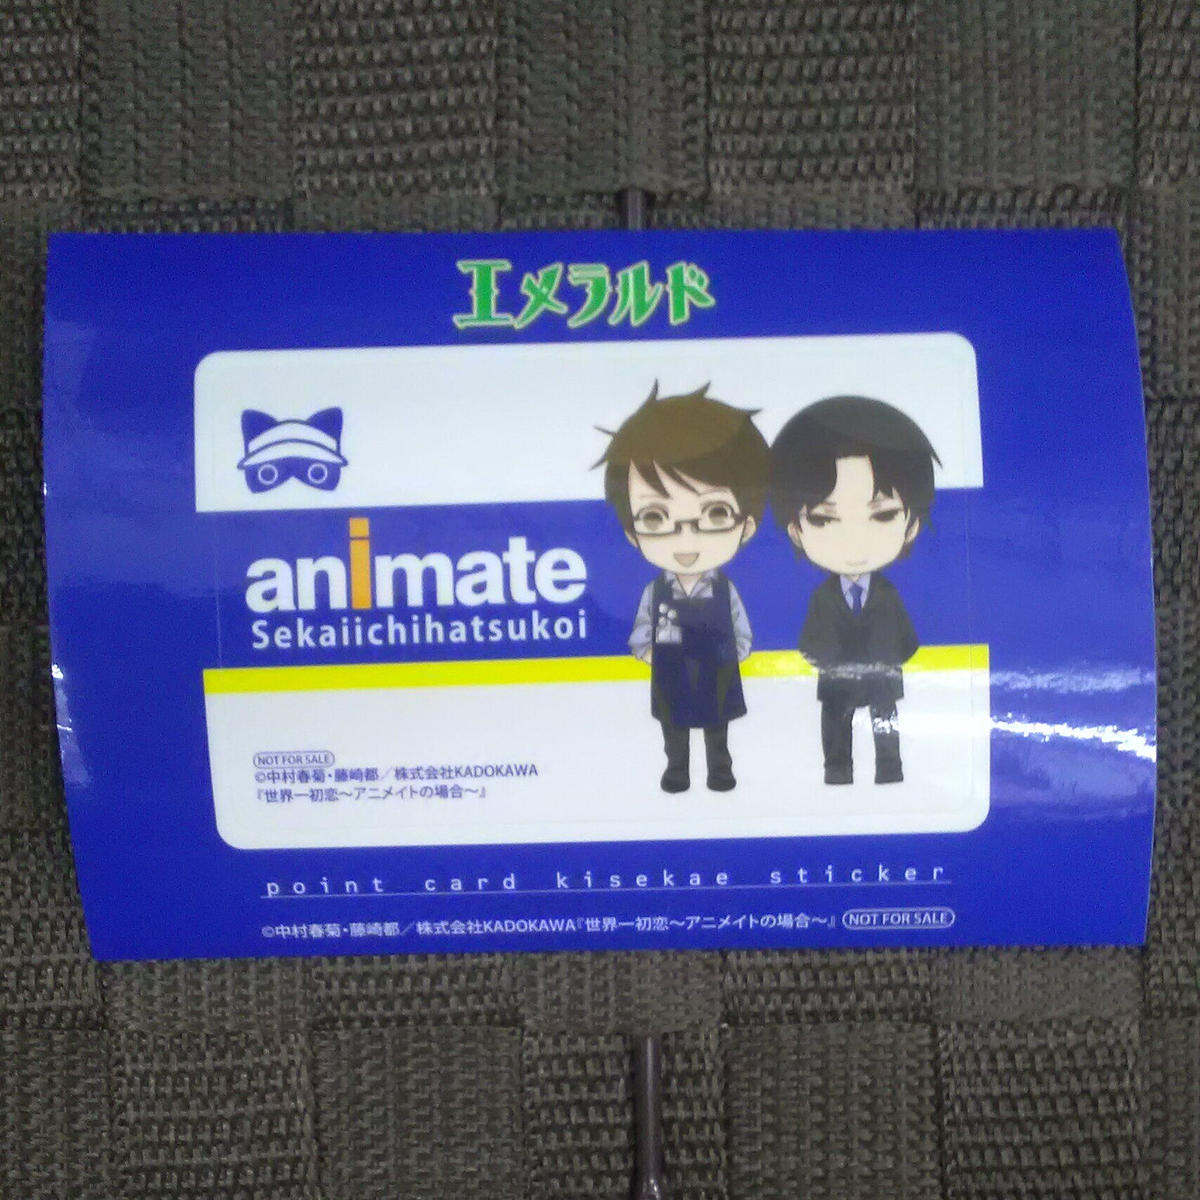 エメラルド
animate
Sekaiichihatsukoi
NOT FOR SALE
©中村春菊・藤崎都／株式会社KADOKAWA
『世界一初恋〜アニメイトの場合〜』
point card kisekae sticker
©中村春菊・藤崎都／株式会社KADOKAWA『世界一初恋〜アニメイトの場合〜』 NOT FOR SALE